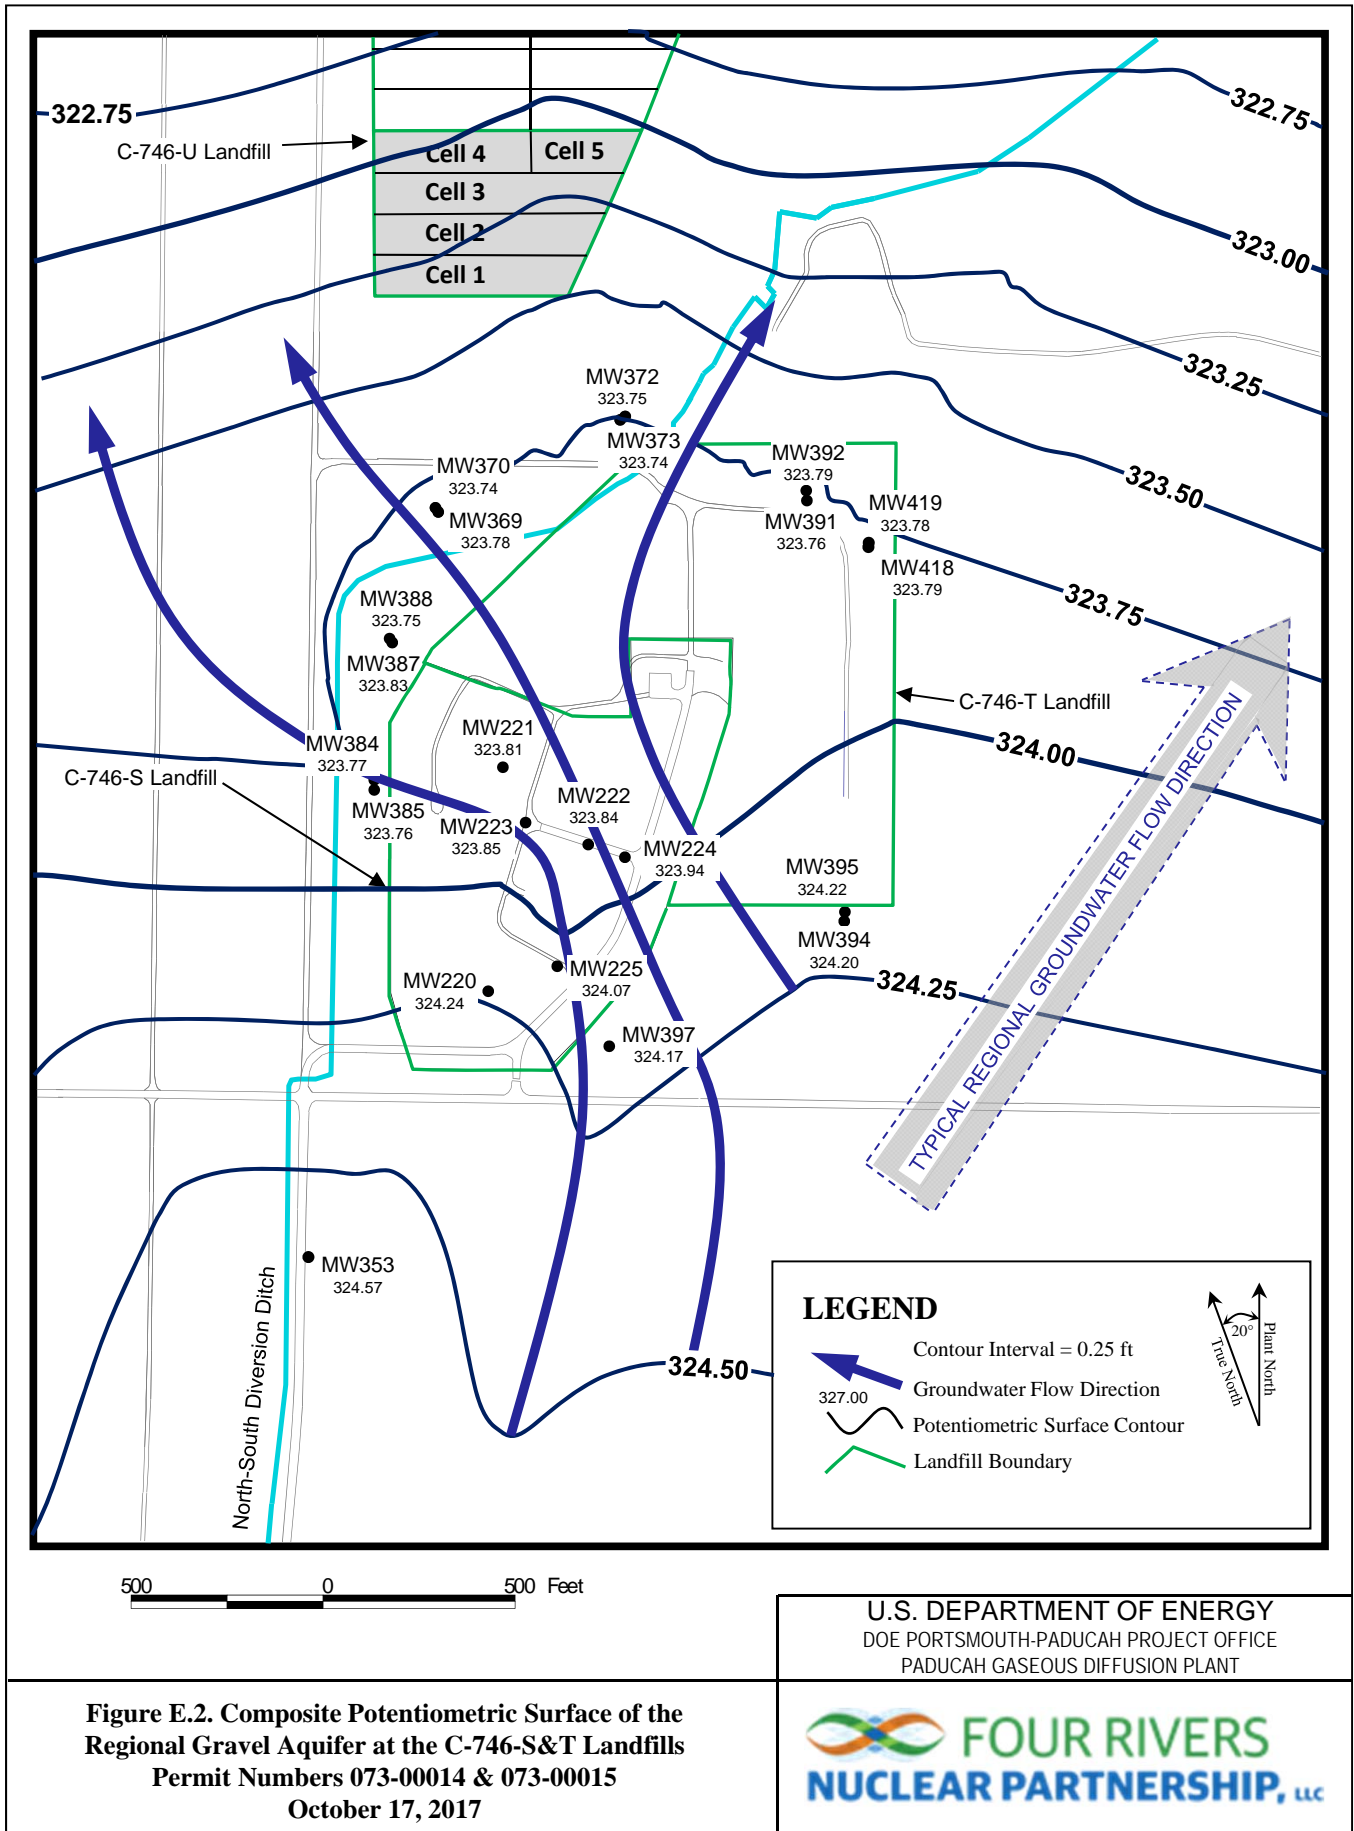 322.75
322.75
C-746-U Landfill
Cell 4
Cell 5
Cell 3
Cell 2
Cell 1
323.00
323.25
MW372
323.75
MW373
323.74
MW370
323.74
MW369
323.78
MW392
323.79
MW391
323.76
323.50
MW419
323.78
MW418
323.79
MW388
323.75
MW387
323.83
323.75
C-746-T Landfill
MW221
323.81
MW384
323.77
C-746-S Landfill
MW385
323.76
324.00
MW222
323.84
MW223
323.85
MW224
323.94
MW395
324.22
MW394
324.20
MW220
324.24
MW225
324.07
324.25
MW397
324.17
TYPICAL REGIONAL GROUNDWATER FLOW DIRECTION
MW353
324.57
North-South Diversion Ditch
324.50
LEGEND
Contour Interval = 0.25 ft
Groundwater Flow Direction
327.00
Potentiometric Surface Contour
Landfill Boundary
20°
True North
Plant North
500 0 500 Feet
U.S. DEPARTMENT OF ENERGY
DOE PORTSMOUTH-PADUCAH PROJECT OFFICE
PADUCAH GASEOUS DIFFUSION PLANT
Figure E.2. Composite Potentiometric Surface of the
Regional Gravel Aquifer at the C-746-S&T Landfills
Permit Numbers 073-00014 & 073-00015
October 17, 2017
FOUR RIVERS
NUCLEAR PARTNERSHIP, LLC